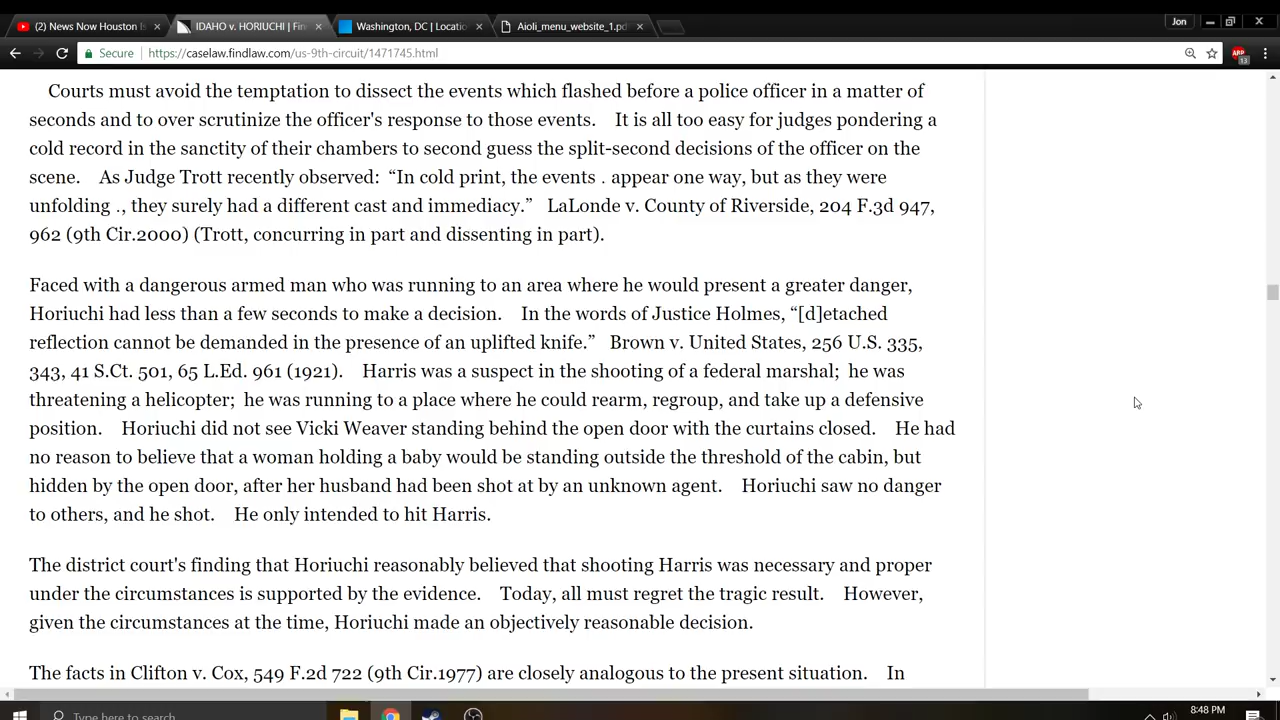 (2) News Now Houston
IDAHO v. HORIUCHI | Fin
Washington, DC | Locatio
Aioli_menu_website_1.pd
Jon
Secure
https://caselaw.findlaw.com/us-9th-circuit/1471745.html
ABP
13
Courts must avoid the temptation to dissect the events which flashed before a police officer in a matter of
seconds and to over scrutinize the officer's response to those events. It is all too easy for judges pondering a
cold record in the sanctity of their chambers to second guess the split-second decisions of the officer on the
scene. As Judge Trott recently observed: “In cold print, the events . appear one way, but as they were
unfolding ., they surely had a different cast and immediacy.” LaLonde v. County of Riverside, 204 F.3d 947,
962 (9th Cir.2000) (Trott, concurring in part and dissenting in part).
Faced with a dangerous armed man who was running to an area where he would present a greater danger,
Horiuchi had less than a few seconds to make a decision. In the words of Justice Holmes, “[d]etached
reflection cannot be demanded in the presence of an uplifted knife.” Brown v. United States, 256 U.S. 335,
343, 41 S.Ct. 501, 65 L.Ed. 961 (1921). Harris was a suspect in the shooting of a federal marshal; he was
threatening a helicopter; he was running to a place where he could rearm, regroup, and take up a defensive
position. Horiuchi did not see Vicki Weaver standing behind the open door with the curtains closed. He had
no reason to believe that a woman holding a baby would be standing outside the threshold of the cabin, but
hidden by the open door, after her husband had been shot at by an unknown agent. Horiuchi saw no danger
to others, and he shot. He only intended to hit Harris.
The district court's finding that Horiuchi reasonably believed that shooting Harris was necessary and proper
under the circumstances is supported by the evidence. Today, all must regret the tragic result. However,
given the circumstances at the time, Horiuchi made an objectively reasonable decision.
The facts in Clifton v. Cox, 549 F.2d 722 (9th Cir.1977) are closely analogous to the present situation. In
Type here to search
8:48 PM